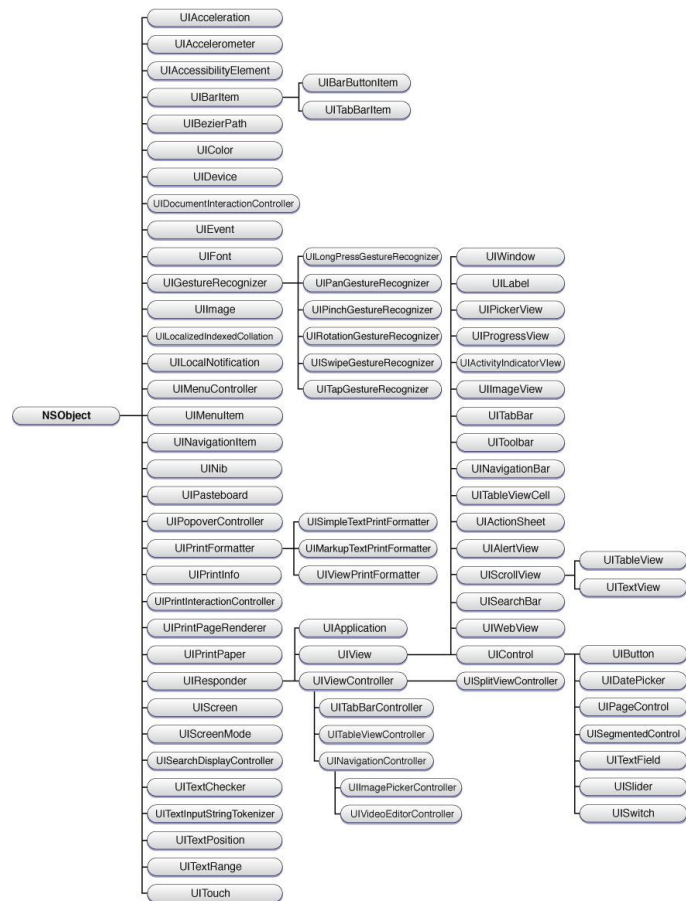 NSObject
UIAcceleration
UIAccelerometer
UIAccessibilityElement
UIBarItem
UIBarButtonItem
UITabBarItem
UIBezierPath
UIColor
UIDevice
UIDocumentInteractionController
UIEvent
UIFont
UIGestureRecognizer
UILongPressGestureRecognizer
UIPanGestureRecognizer
UIPinchGestureRecognizer
UIRotationGestureRecognizer
UISwipeGestureRecognizer
UITapGestureRecognizer
UIImage
UILocalizedIndexedCollation
UILocalNotification
UIMenuController
UIMenuItem
UINavigationItem
UINib
UIPasteboard
UIPopoverController
UIPrintFormatter
UISimpleTextPrintFormatter
UIMarkupTextPrintFormatter
UIViewPrintFormatter
UIPrintInfo
UIPrintInteractionController
UIPrintPageRenderer
UIPrintPaper
UIResponder
UIApplication
UIView
UIWindow
UILabel
UIPickerView
UIProgressView
UIActivityIndicatorView
UIImageView
UITabBar
UIToolbar
UINavigationBar
UITableViewCell
UIActionSheet
UIAlertView
UIScrollView
UITableView
UITextView
UISearchBar
UIWebView
UIControl
UIButton
UIDatePicker
UIPageControl
UISegmentedControl
UITextField
UISlider
UISwitch
UIViewController
UISplitViewController
UITabBarController
UITableViewController
UINavigationController
UIImagePickerController
UIVideoEditorController
UIScreen
UIScreenMode
UISearchDisplayController
UITextChecker
UITextInputStringTokenizer
UITextPosition
UITextRange
UITouch